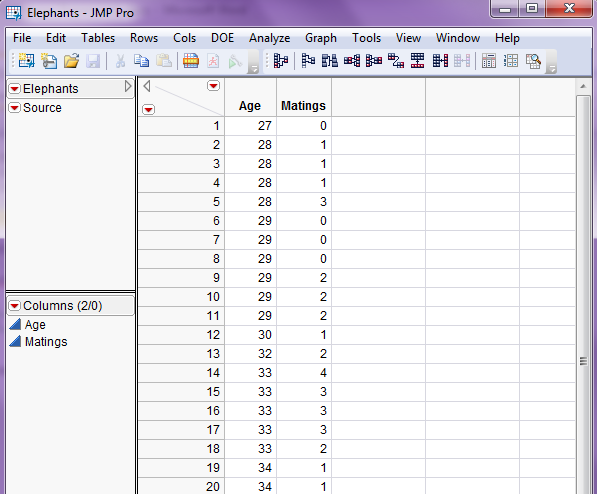 Elephants - JMP Pro
File Edit Tables Rows Cols DOE Analyze Graph Tools View Window Help
Elephants
Source
Columns (2/0)
Age
Matings
Age Matings
1 27 0
2 28 1
3 28 1
4 28 1
5 28 3
6 29 0
7 29 0
8 29 0
9 29 2
10 29 2
11 29 2
12 30 1
13 32 2
14 33 4
15 33 3
16 33 3
17 33 3
18 33 2
19 34 1
20 34 1